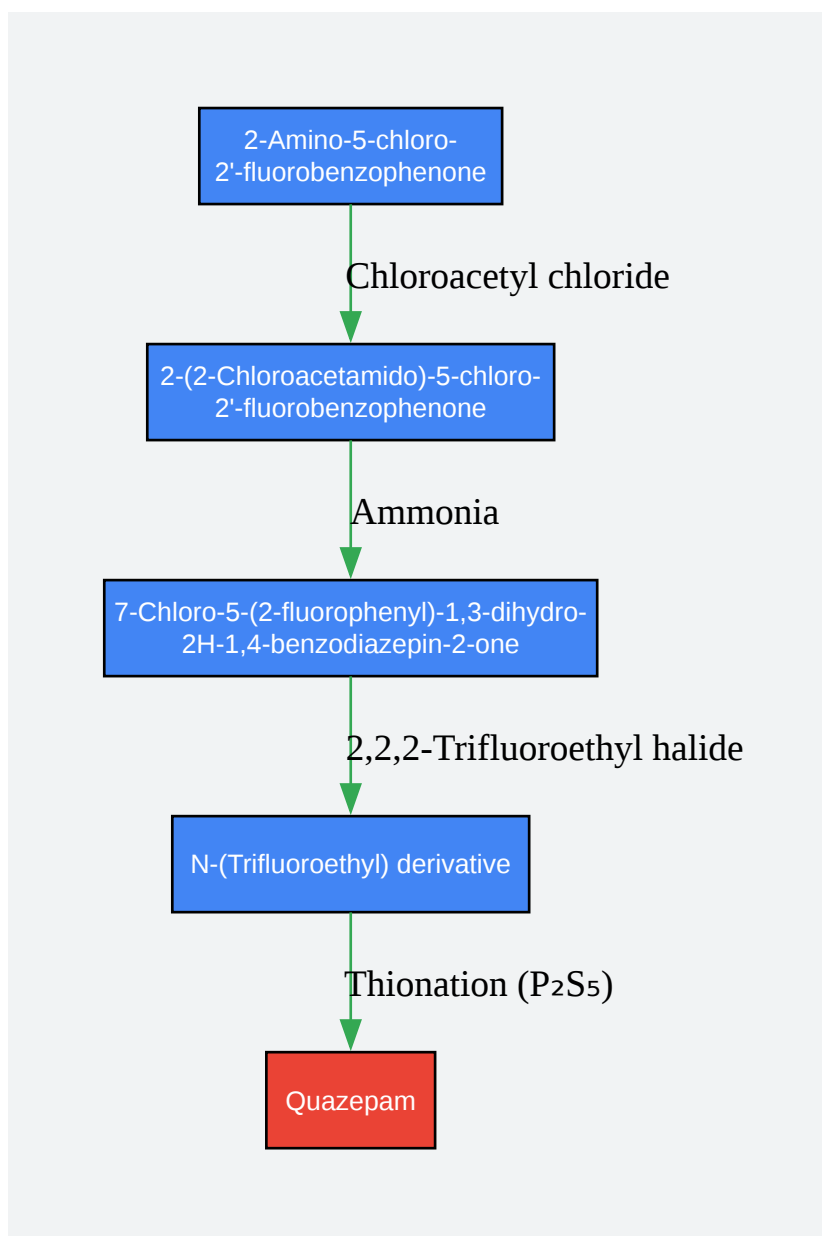 2-Amino-5-chloro-
2'-fluorobenzophenone
Chloroacetyl chloride
2-(2-Chloroacetamido)-5-chloro-
2'-fluorobenzophenone
Ammonia
7-Chloro-5-(2-fluorophenyl)-1,3-dihydro-
2H-1,4-benzodiazepin-2-one
2,2,2-Trifluoroethyl halide
N-(Trifluoroethyl) derivative
Thionation (P₂S₅)
Quazepam